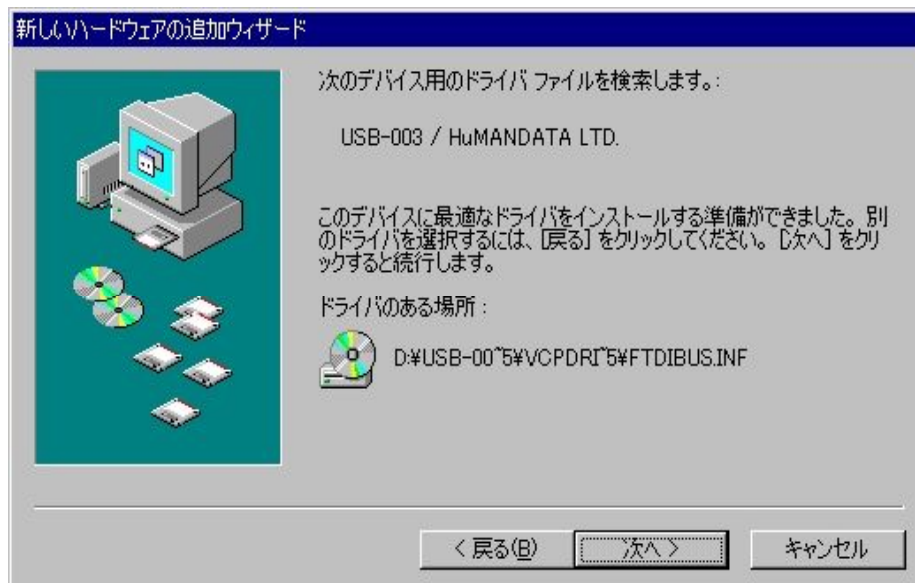 新しいハードウェアの追加ウィザード
次のデバイス用のドライバ ファイルを検索します。:
USB-003 / HuMANDATA LTD.
このデバイスに最適なドライバをインストールする準備ができました。別
のドライバを選択するには、[戻る] をクリックしてください。[次へ] をクリ
ックすると続行します。
ドライバのある場所 :
D:¥USB-00~5¥VCPDRI~5¥FTDIBUS.INF
< 戻る(B)
次へ >
キャンセル